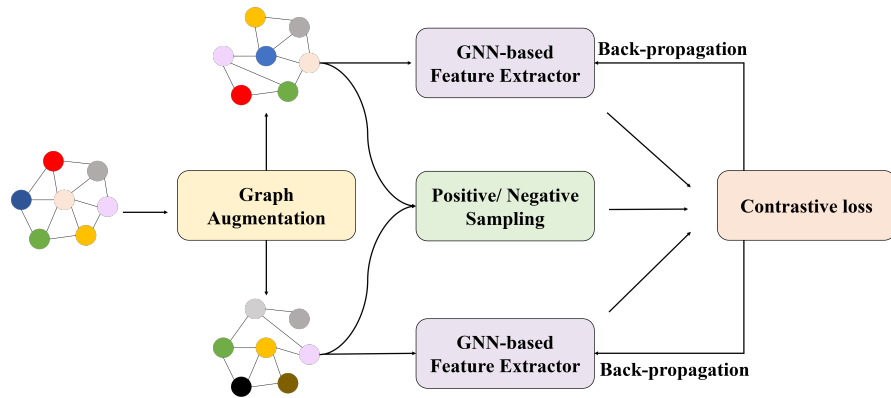 GNN-based
Feature Extractor
Back-propagation
Graph
Augmentation
Positive/ Negative
Sampling
Contrastive loss
GNN-based
Feature Extractor
Back-propagation